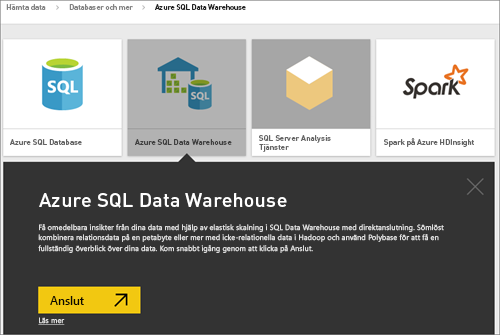 Hämta data > Databaser och mer > Azure SQL Data Warehouse
SQL
SQL
Spark
Azure SQL Database
Azure SQL Data Warehouse
SQL Server Analysis
Tjänster
Spark på Azure HDInsight
Azure SQL Data Warehouse
Få omedelbara insikter från dina data med hjälp av elastisk skalning i SQL Data Warehouse med direktanslutning. Sömlöst
kombinera relationsdata på en petabyte eller mer med icke-relationella data i Hadoop och använd Polybase för att få en
fullständig överblick över dina data. Kom snabbt igång genom att klicka på Anslut.
Anslut
Läs mer